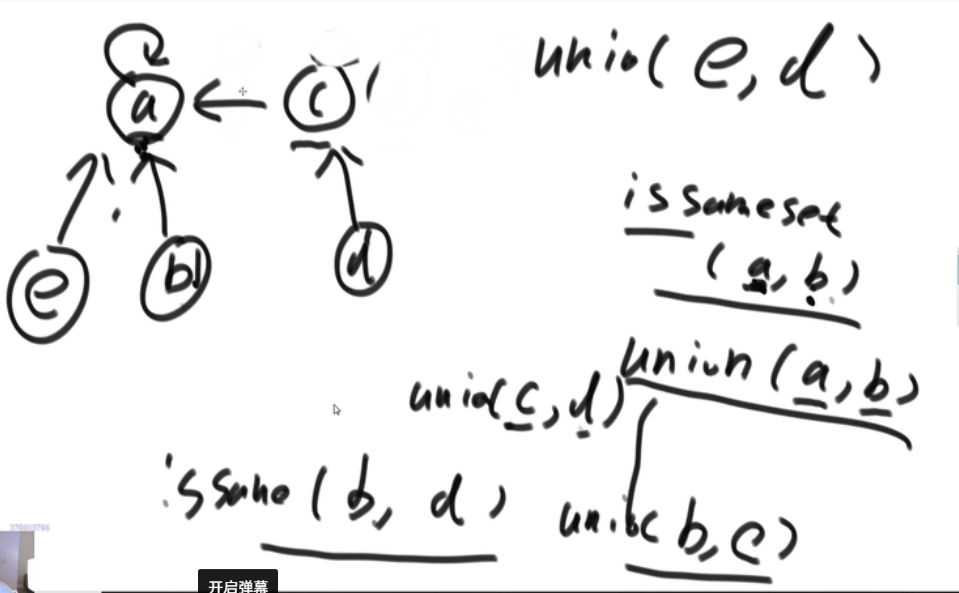 a
c
e
b
d
unio( e, d )
issameset
( a, b )
union ( a, b )
unio( c, d )
issame ( b, d )
unio( b, e )
开启弹幕